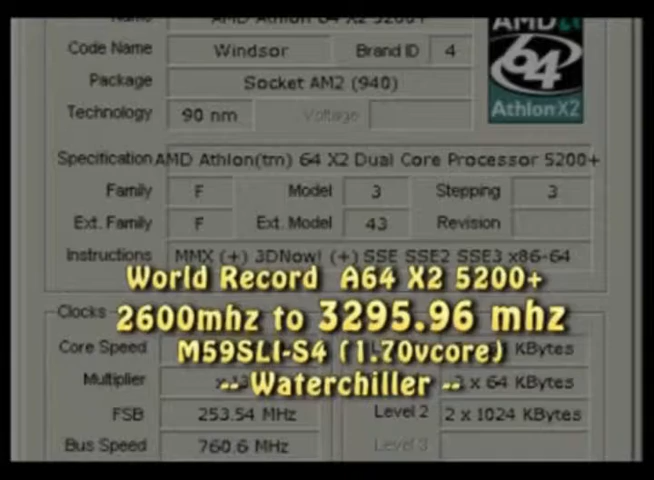 Name AMD Athlon 64 X2 5200+
Code Name Windsor Brand ID 4
Package Socket AM2 (940)
Technology 90 nm Voltage
AMD 64 Athlon X2
Specification AMD Athlon(tm) 64 X2 Dual Core Processor 5200+
Family F Model 3 Stepping 3
Ext. Family F Ext. Model 43 Revision
Instructions MMX (+) 3DNow! (+) SSE SSE2 SSE3 x86-64
World Record A64 X2 5200+
Clocks
2600mhz to 3295.96 mhz
Core Speed KBytes
M59SLI-S4 (1.70vcore)
Multiplier x 64 KBytes
-- Waterchiller --
FSB 253.54 MHz Level 2 2 x 1024 KBytes
Bus Speed 760.6 MHz Level 3